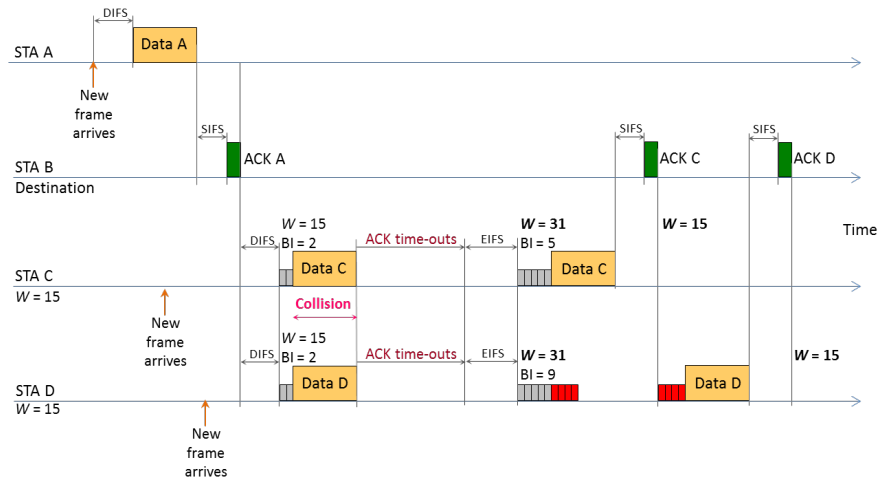 DIFS
Data A
STA A
New
frame
arrives
SIFS
SIFS
SIFS
ACK A
ACK C
ACK D
STA B
Destination
W = 15
BI = 2
W = 31
BI = 5
W = 15
Time
DIFS
ACK time-outs
EIFS
Data C
Data C
STA C
W = 15
Collision
New
frame
arrives
W = 15
BI = 2
W = 31
BI = 9
W = 15
DIFS
ACK time-outs
EIFS
Data D
Data D
STA D
W = 15
New
frame
arrives